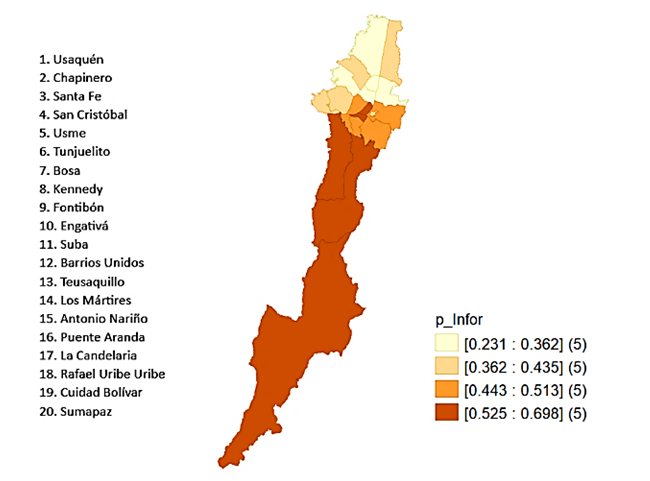 1. Usaquén
2. Chapinero
3. Santa Fe
4. San Cristóbal
5. Usme
6. Tunjuelito
7. Bosa
8. Kennedy
9. Fontibón
10. Engativá
11. Suba
12. Barrios Unidos
13. Teusaquillo
14. Los Mártires
15. Antonio Nariño
16. Puente Aranda
17. La Candelaria
18. Rafael Uribe Uribe
19. Cuidad Bolívar
20. Sumapaz
p_Infor
[0.231 : 0.362] (5)
[0.362 : 0.435] (5)
[0.443 : 0.513] (5)
[0.525 : 0.698] (5)